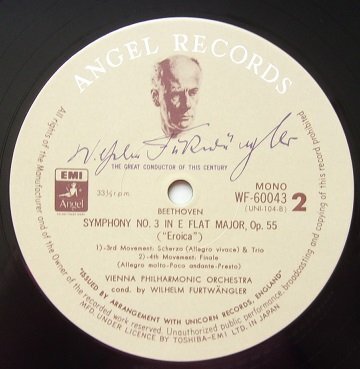 ANGEL RECORDS
Wilhelm Furtwängler
THE GREAT CONDUCTOR OF THIS CENTURY
EMI
Angel
33⅓ r.p.m.
MONO
WF-60043
(UNI-104-B)
2
BEETHOVEN
SYMPHONY NO. 3 IN E FLAT MAJOR, Op. 55
("Eroica")
1)-3rd Movement: Scherzo (Allegro vivace) & Trio
2)-4th Movement: Finale
(Allegro molto-Poco andante-Presto)
VIENNA PHILHARMONIC ORCHESTRA
cond. by WILHELM FURTWÄNGLER
"ISSUED BY ARRANGEMENT WITH UNICORN RECORDS, ENGLAND"
All rights of the Manufacturer and of the Owner of the recorded work reserved. Unauthorized public performance, broadcasting and copying of this record prohibited
MFD. UNDER LICENCE BY TOSHIBA-EMI LTD. IN JAPAN